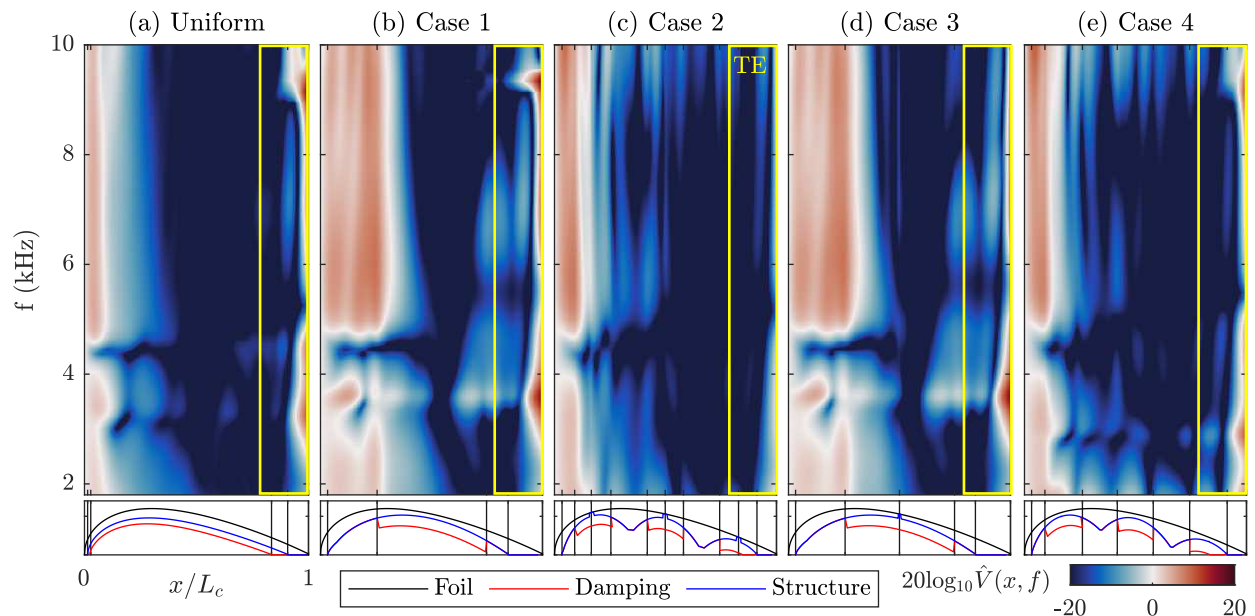 (a) Uniform (b) Case 1 (c) Case 2 (d) Case 3 (e) Case 4
10
TE
8
6
4
2
f (kHz)
0 x/L_c 1
Foil Damping Structure
20log₁₀V̂(x, f)
-20 0 20